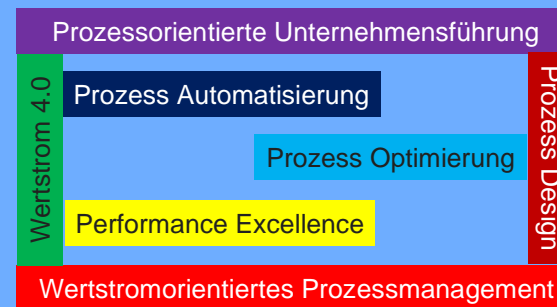 Prozessorientierte Unternehmensführung
Wertstrom 4.0
Prozess Automatisierung
Prozess Design
Prozess Optimierung
Performance Excellence
Wertstromorientiertes Prozessmanagement